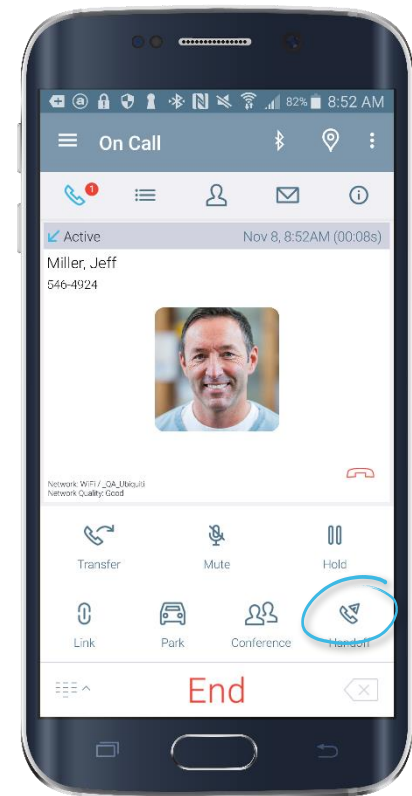 82% 8:52 AM
On Call
1
Active Nov 8, 8:52AM (00:08s)
Miller, Jeff
546-4924
Network: WiFi / _QA_Ubiquiti
Network Quality: Good
Transfer Mute Hold
Link Park Conference Handoff
End